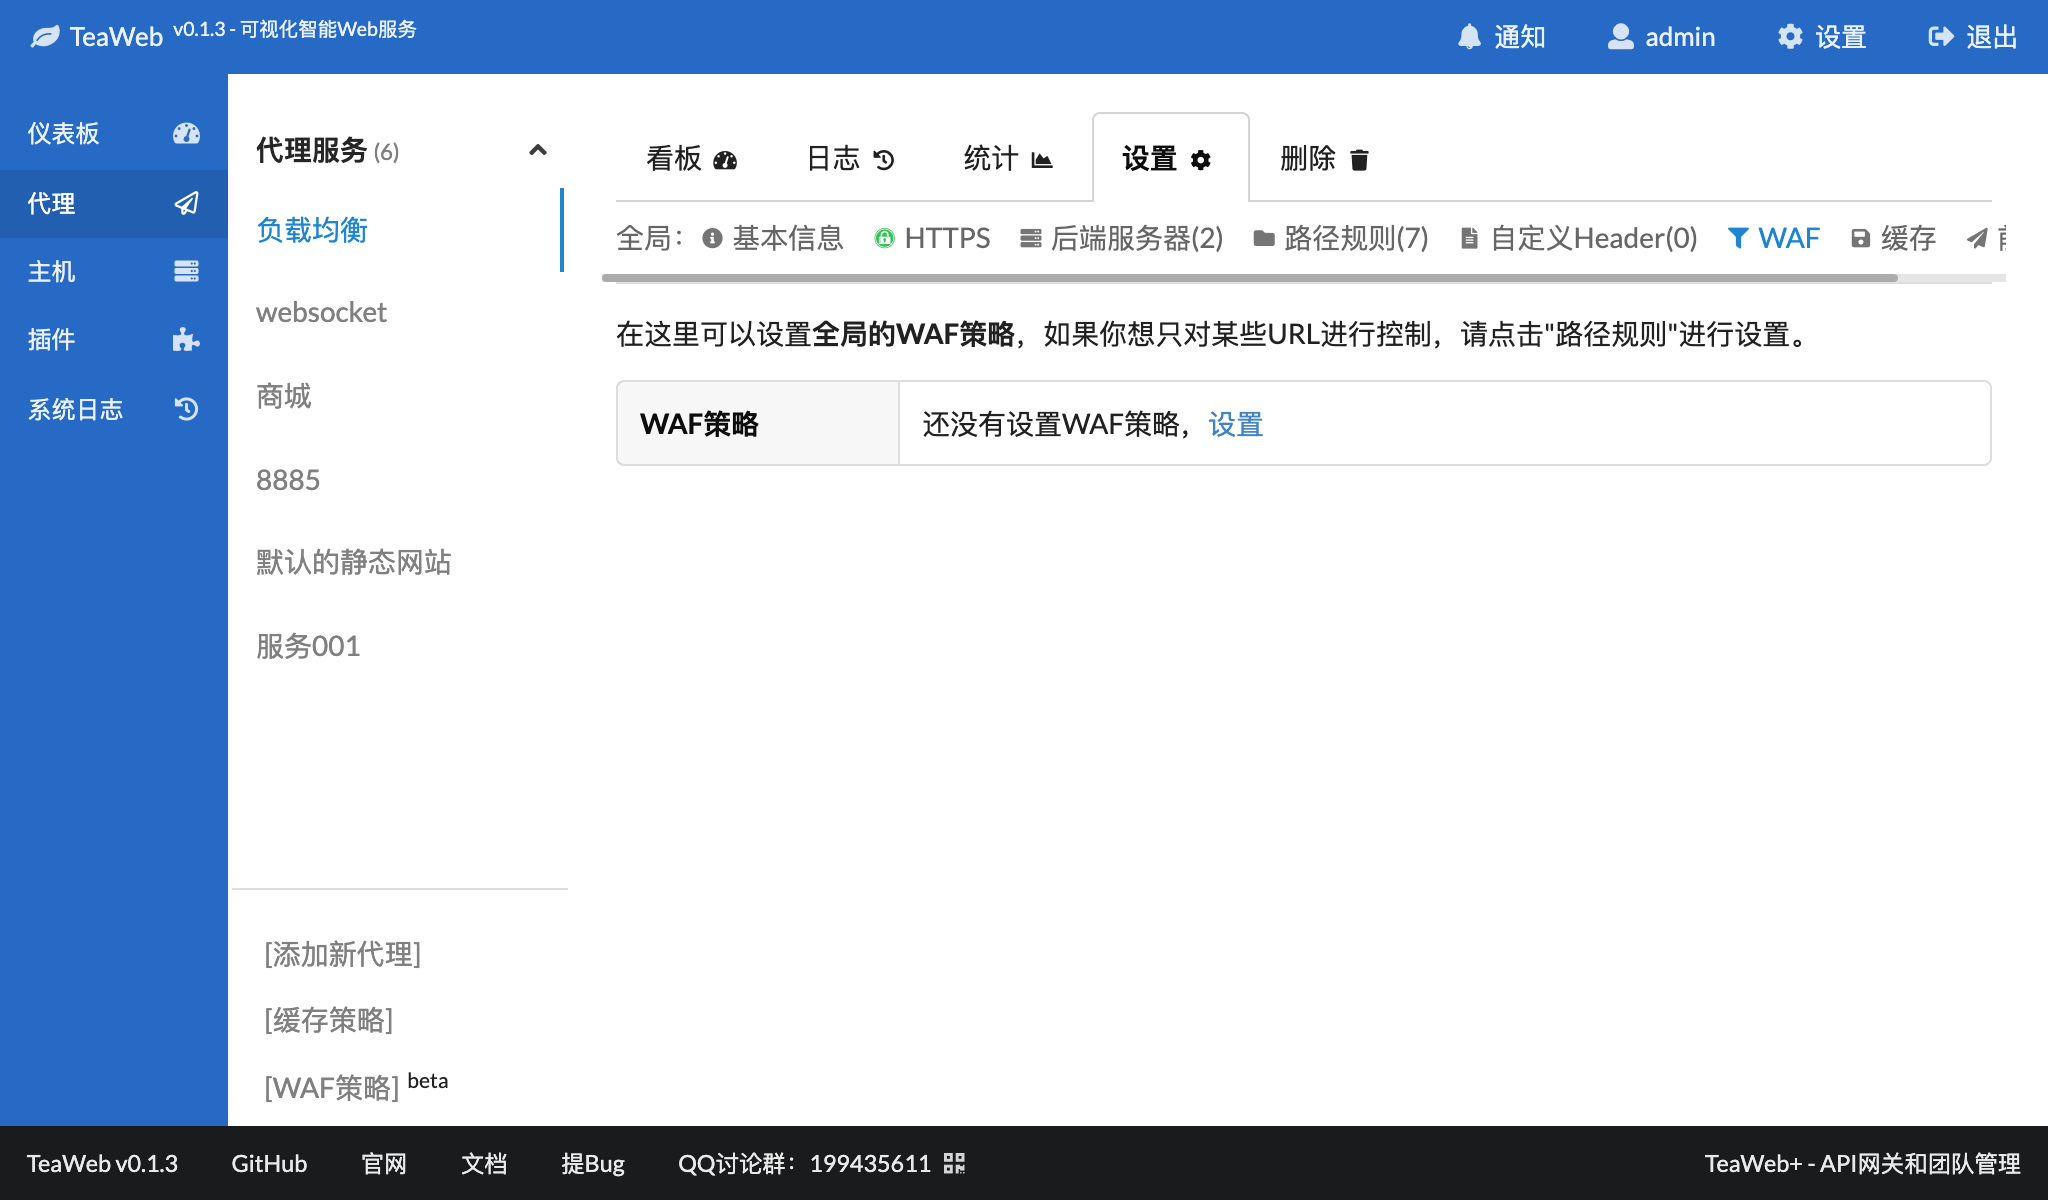 TeaWeb v0.1.3 - 可视化智能Web服务
通知
admin
设置
退出
仪表板
代理
主机
插件
系统日志
代理服务 (6)
负载均衡
websocket
商城
8885
默认的静态网站
服务001
[添加新代理]
[缓存策略]
[WAF策略] beta
看板
日志
统计
设置
删除
全局： 基本信息 HTTPS 后端服务器(2) 路径规则(7) 自定义Header(0) WAF 缓存
在这里可以设置全局的WAF策略，如果你想只对某些URL进行控制，请点击"路径规则"进行设置。
WAF策略
还没有设置WAF策略，设置
TeaWeb v0.1.3
GitHub
官网
文档
提Bug
QQ讨论群：199435611
TeaWeb+ - API网关和团队管理